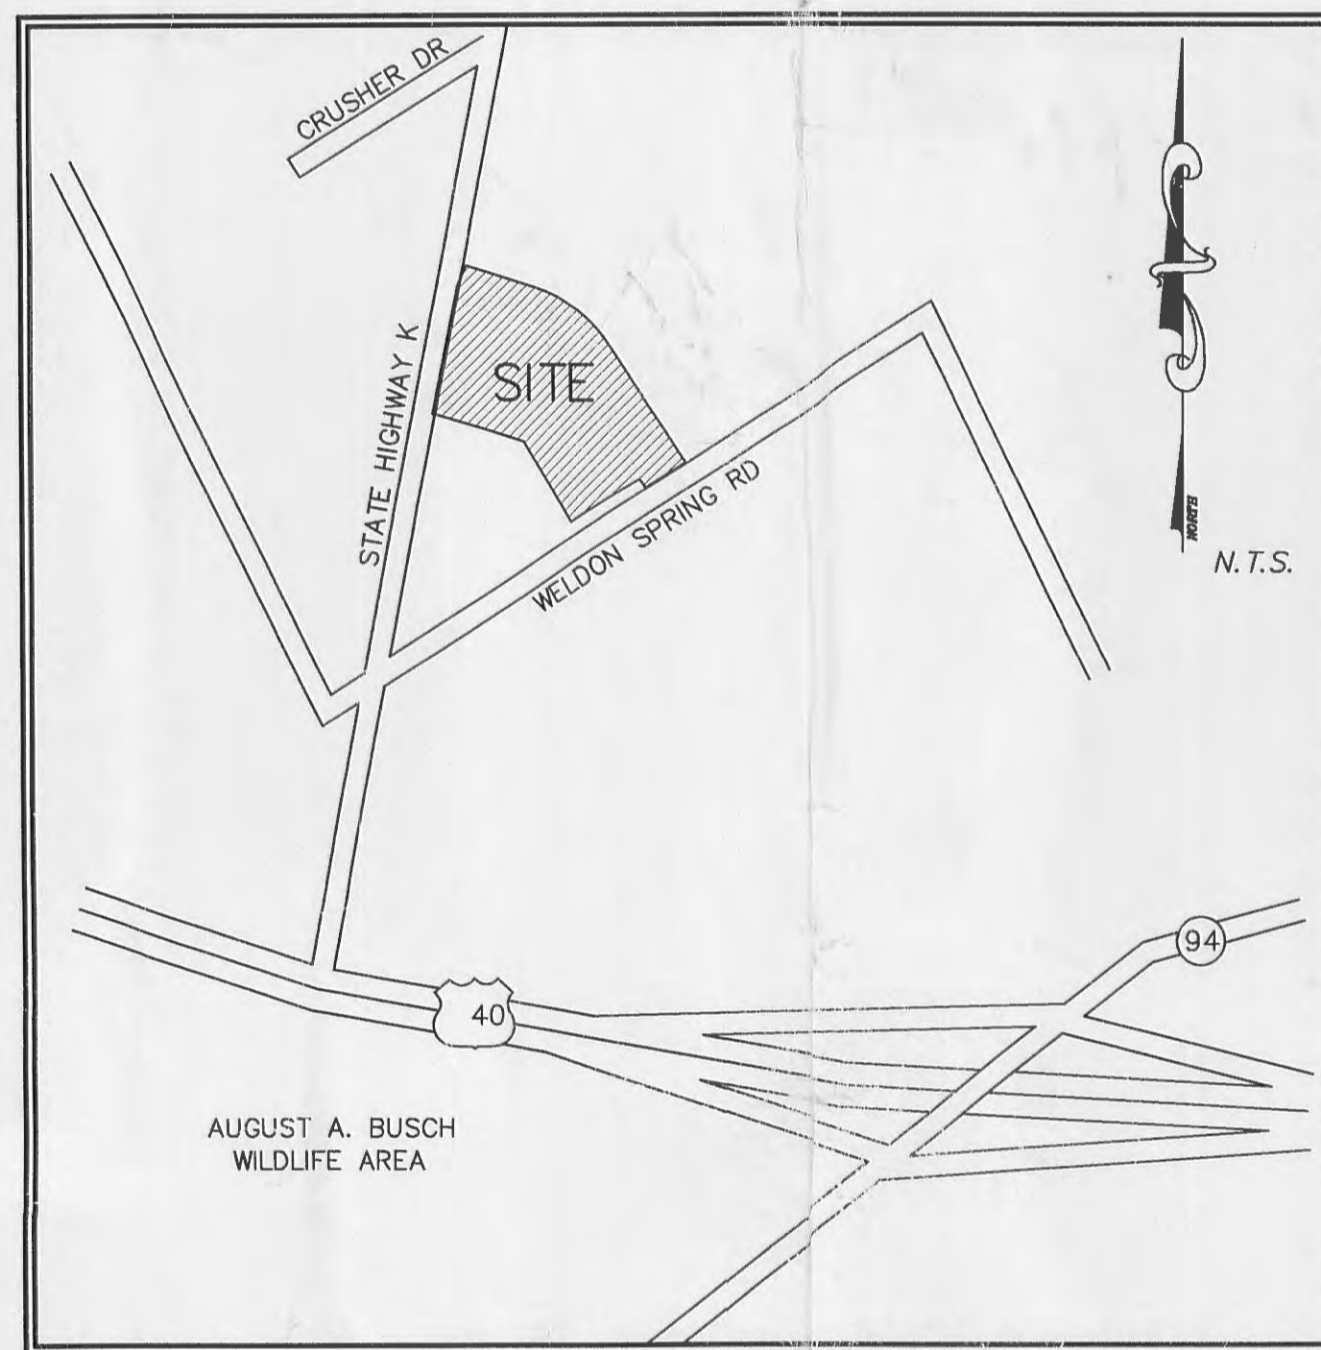 CRUSHER DR
STATE HIGHWAY K
SITE
WELDON SPRING RD
NORTH
N.T.S.
94
40
AUGUST A. BUSCH
WILDLIFE AREA